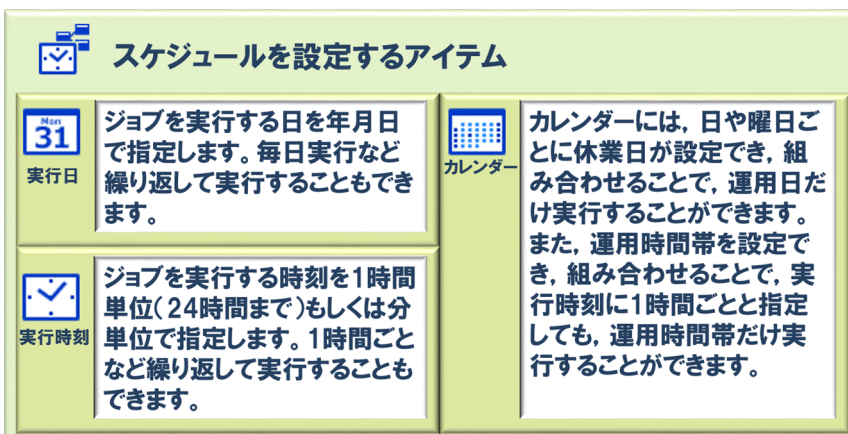 スケジュールを設定するアイテム
Mon
31
実行日
ジョブを実行する日を年月日
で指定します。毎日実行など
繰り返して実行することもでき
ます。
実行時刻
ジョブを実行する時刻を1時間
単位(24時間まで)もしくは分
単位で指定します。1時間ごと
など繰り返して実行することも
できます。
カレンダー
カレンダーには,日や曜日ご
とに休業日が設定でき,組
み合わせることで,運用日だ
け実行することができます。
また,運用時間帯を設定で
き,組み合わせることで,実
行時刻に1時間ごとと指定
しても,運用時間帯だけ実
行することができます。